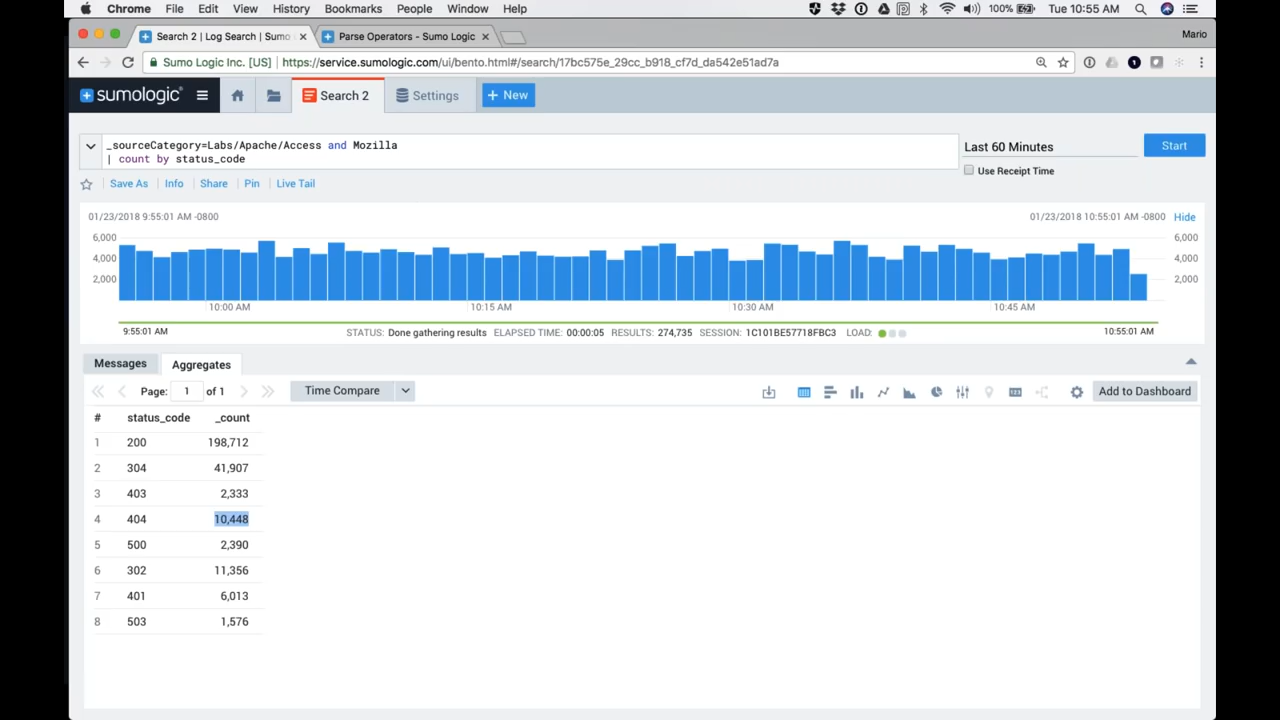 Chrome File Edit View History Bookmarks People Window Help 100% Tue 10:55 AM
Search 2 | Log Search | Sumo Parse Operators - Sumo Logic Mario
Sumo Logic Inc. [US] https://service.sumologic.com/ui/bento.html#/search/17bc575e_29cc_b918_cf7d_da542e51ad7a
sumologic Search 2 Settings + New
_sourceCategory=Labs/Apache/Access and Mozilla Last 60 Minutes Start
| count by status_code
Use Receipt Time
Save As Info Share Pin Live Tail
01/23/2018 9:55:01 AM -0800 01/23/2018 10:55:01 AM -0800 Hide
6,000 6,000
4,000 4,000
2,000 2,000
10:00 AM 10:15 AM 10:30 AM 10:45 AM
9:55:01 AM STATUS: Done gathering results ELAPSED TIME: 00:00:05 RESULTS: 274,735 SESSION: 1C101BE57718FBC3 LOAD: 10:55:01 AM
Messages Aggregates
Page: 1 of 1 Time Compare Add to Dashboard
# status_code _count
1 200 198,712
2 304 41,907
3 403 2,333
4 404 10,448
5 500 2,390
6 302 11,356
7 401 6,013
8 503 1,576